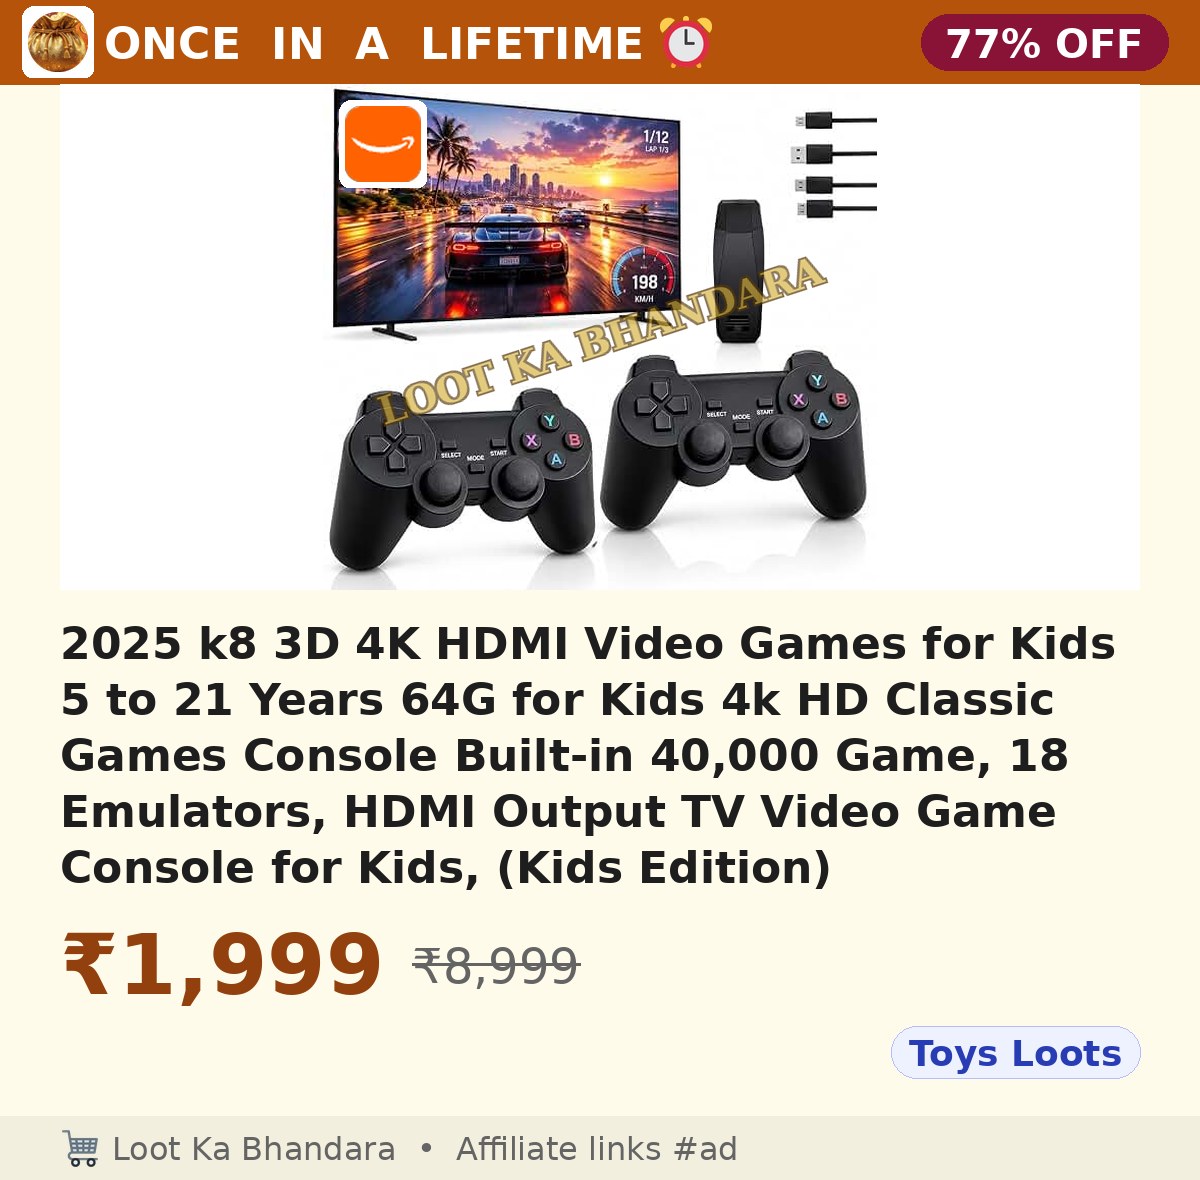 ONCE IN A LIFETIME
77% OFF
1/12
LAP 1/3
198
KM/H
LOOT KA BHANDARA
SELECT MODE START
Y
X B
A
SELECT MODE START
Y
X B
A
2025 k8 3D 4K HDMI Video Games for Kids
5 to 21 Years 64G for Kids 4k HD Classic
Games Console Built-in 40,000 Game, 18
Emulators, HDMI Output TV Video Game
Console for Kids, (Kids Edition)
₹1,999 ₹8,999
Toys Loots
Loot Ka Bhandara • Affiliate links #ad